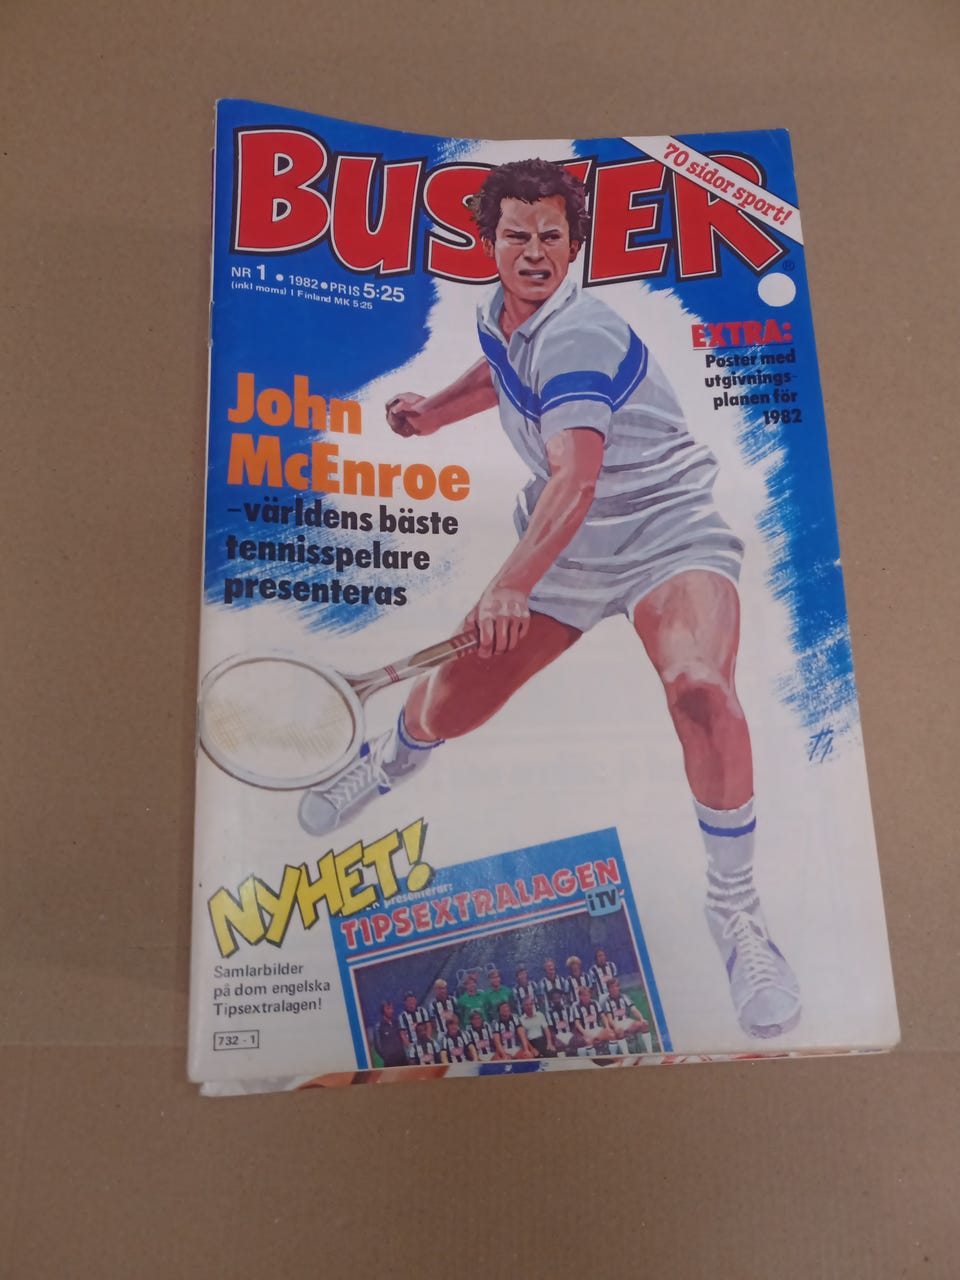 BUSTER
70 sidor sport!
NR 1 • 1982 • PRIS 5:25
(inkl moms) I Finland MK 5:25
®
EXTRA:
Poster med
utgivnings-
planen för
1982
John
McEnroe
–världens bäste
tennisspelare
presenteras
NYHET!
presenterar:
TIPSEXTRALAGEN
i TV
Samlarbilder
på dom engelska
Tipsextralagen!
732 - 1